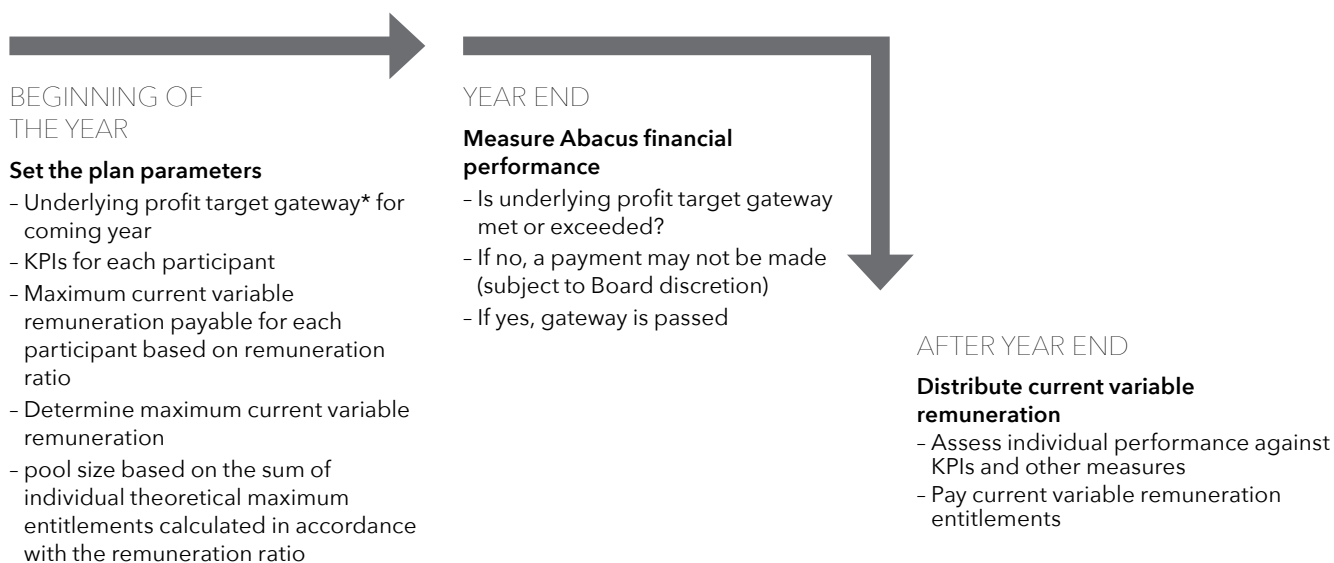 BEGINNING OF
THE YEAR
Set the plan parameters
– Underlying profit target gateway* for
coming year
– KPIs for each participant
– Maximum current variable
remuneration payable for each
participant based on remuneration
ratio
– Determine maximum current variable
remuneration
– pool size based on the sum of
individual theoretical maximum
entitlements calculated in accordance
with the remuneration ratio
YEAR END
Measure Abacus financial
performance
– Is underlying profit target gateway
met or exceeded?
– If no, a payment may not be made
(subject to Board discretion)
– If yes, gateway is passed
AFTER YEAR END
Distribute current variable
remuneration
– Assess individual performance against
KPIs and other measures
– Pay current variable remuneration
entitlements